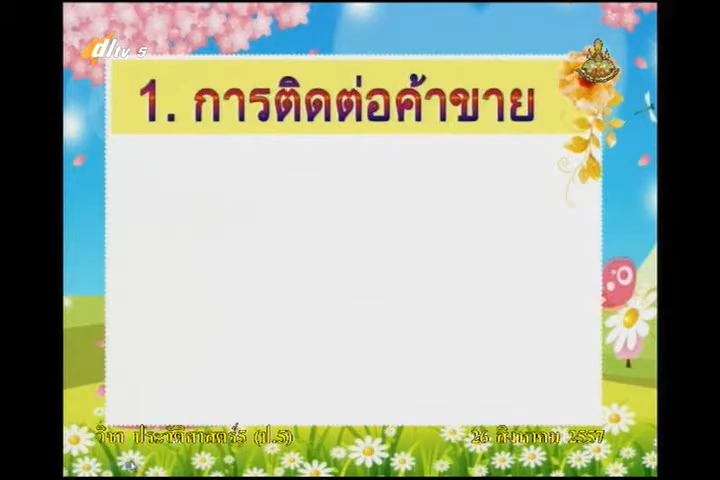 dltv 5
1. การติดต่อค้าขาย
วิชา ประวัติศาสตร์5 (ป.5)
26 สิงหาคม 2557